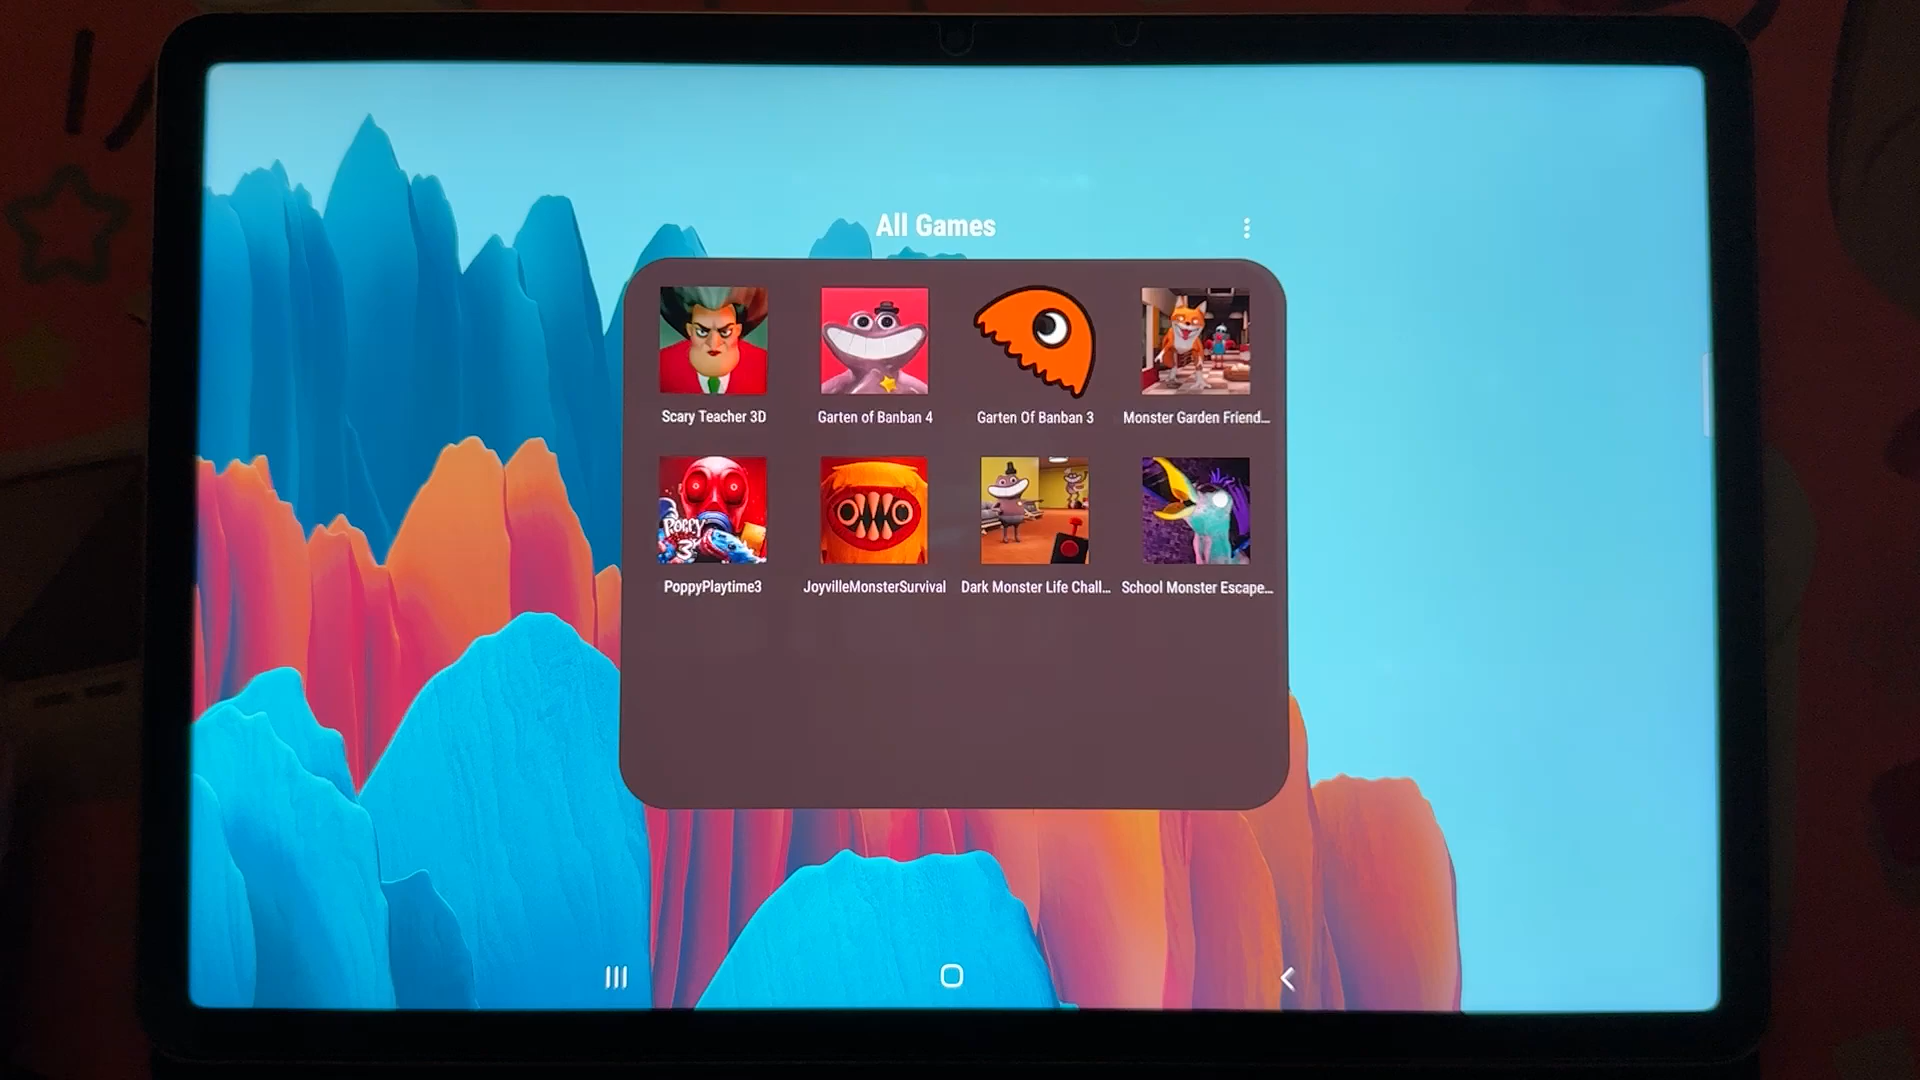 All Games
Scary Teacher 3D
Garten of Banban 4
Garten Of Banban 3
Monster Garden Friend...
POPPY
3
PoppyPlaytime3
JoyvilleMonsterSurvival
Dark Monster Life Chall...
School Monster Escape...